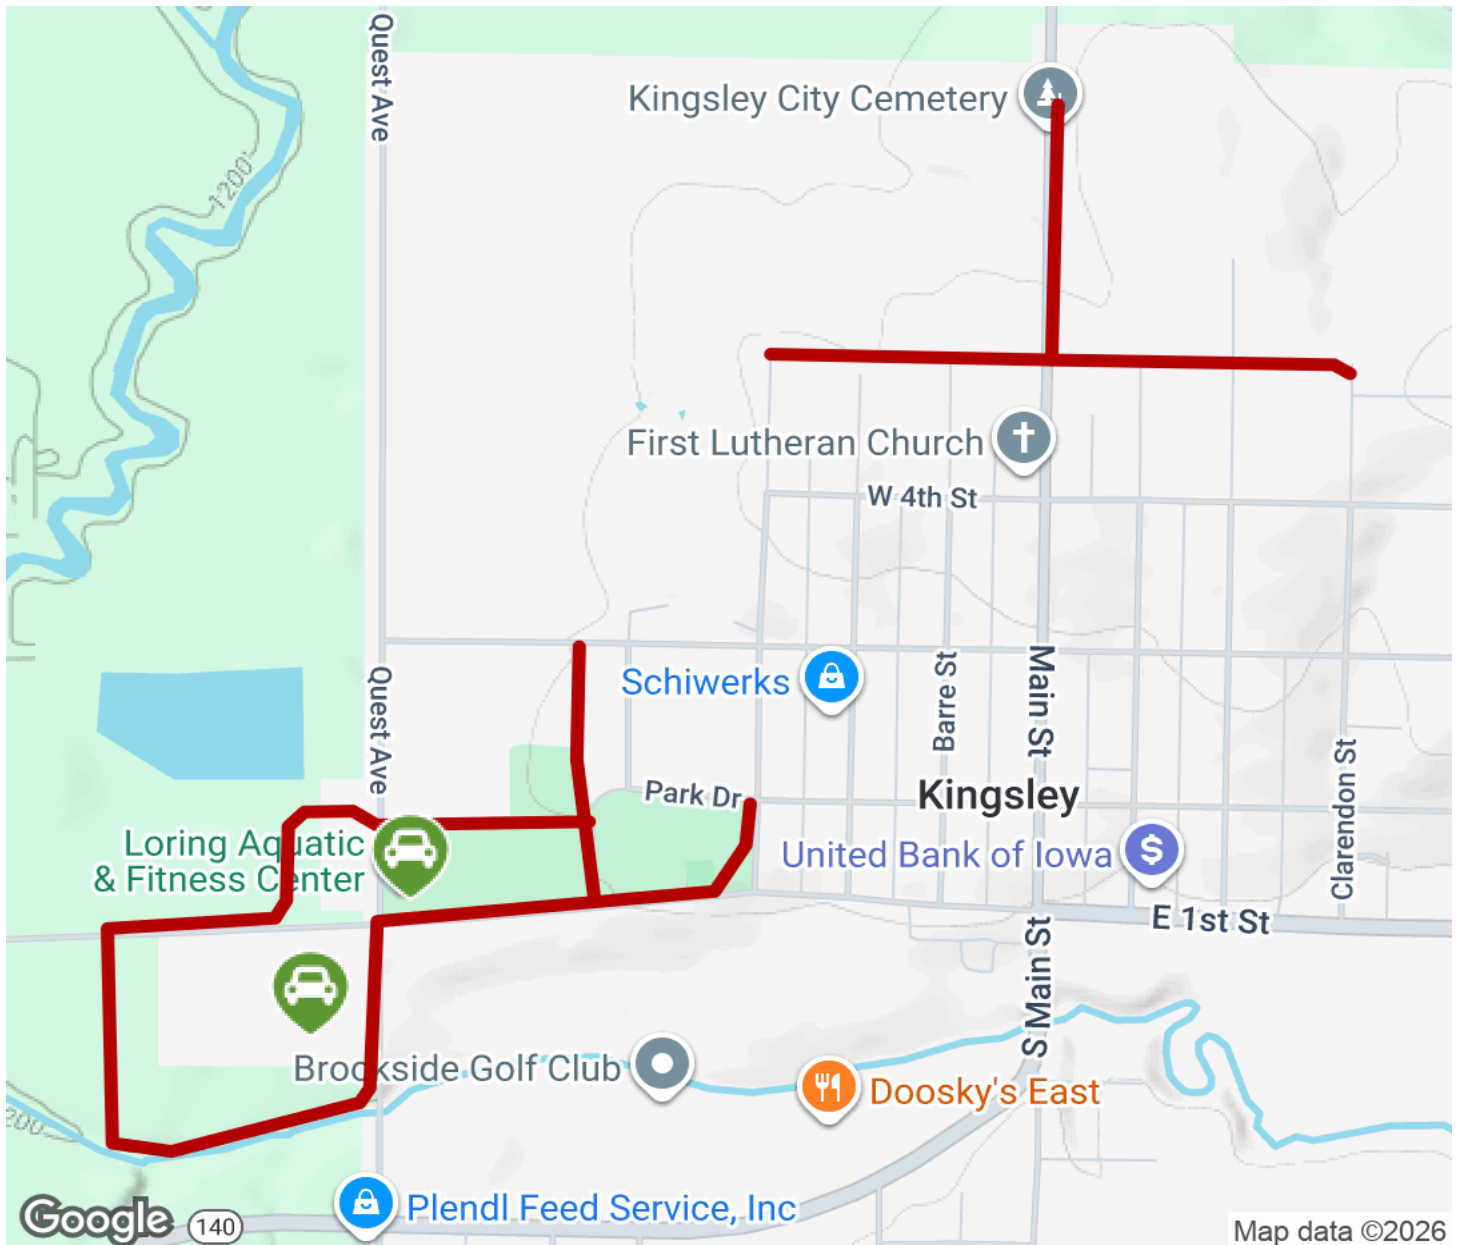 Quest Ave
Kingsley City Cemetery
1200'
First Lutheran Church
W 4th St
Schiwerks
Barre St
Main St
Quest Ave
Park Dr
Kingsley
Clarendon St
Loring Aquatic
& Fitness Center
United Bank of Iowa
E 1st St
S Main St
Brookside Golf Club
Doosky's East
200
Plendl Feed Service, Inc
Google
140
Map data ©2026